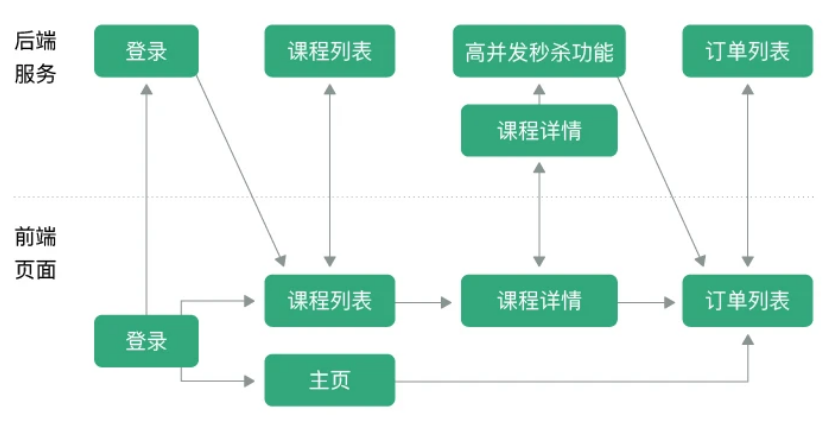 后端
服务
登录
课程列表
高并发秒杀功能
订单列表
课程详情
前端
页面
课程列表
课程详情
订单列表
登录
主页